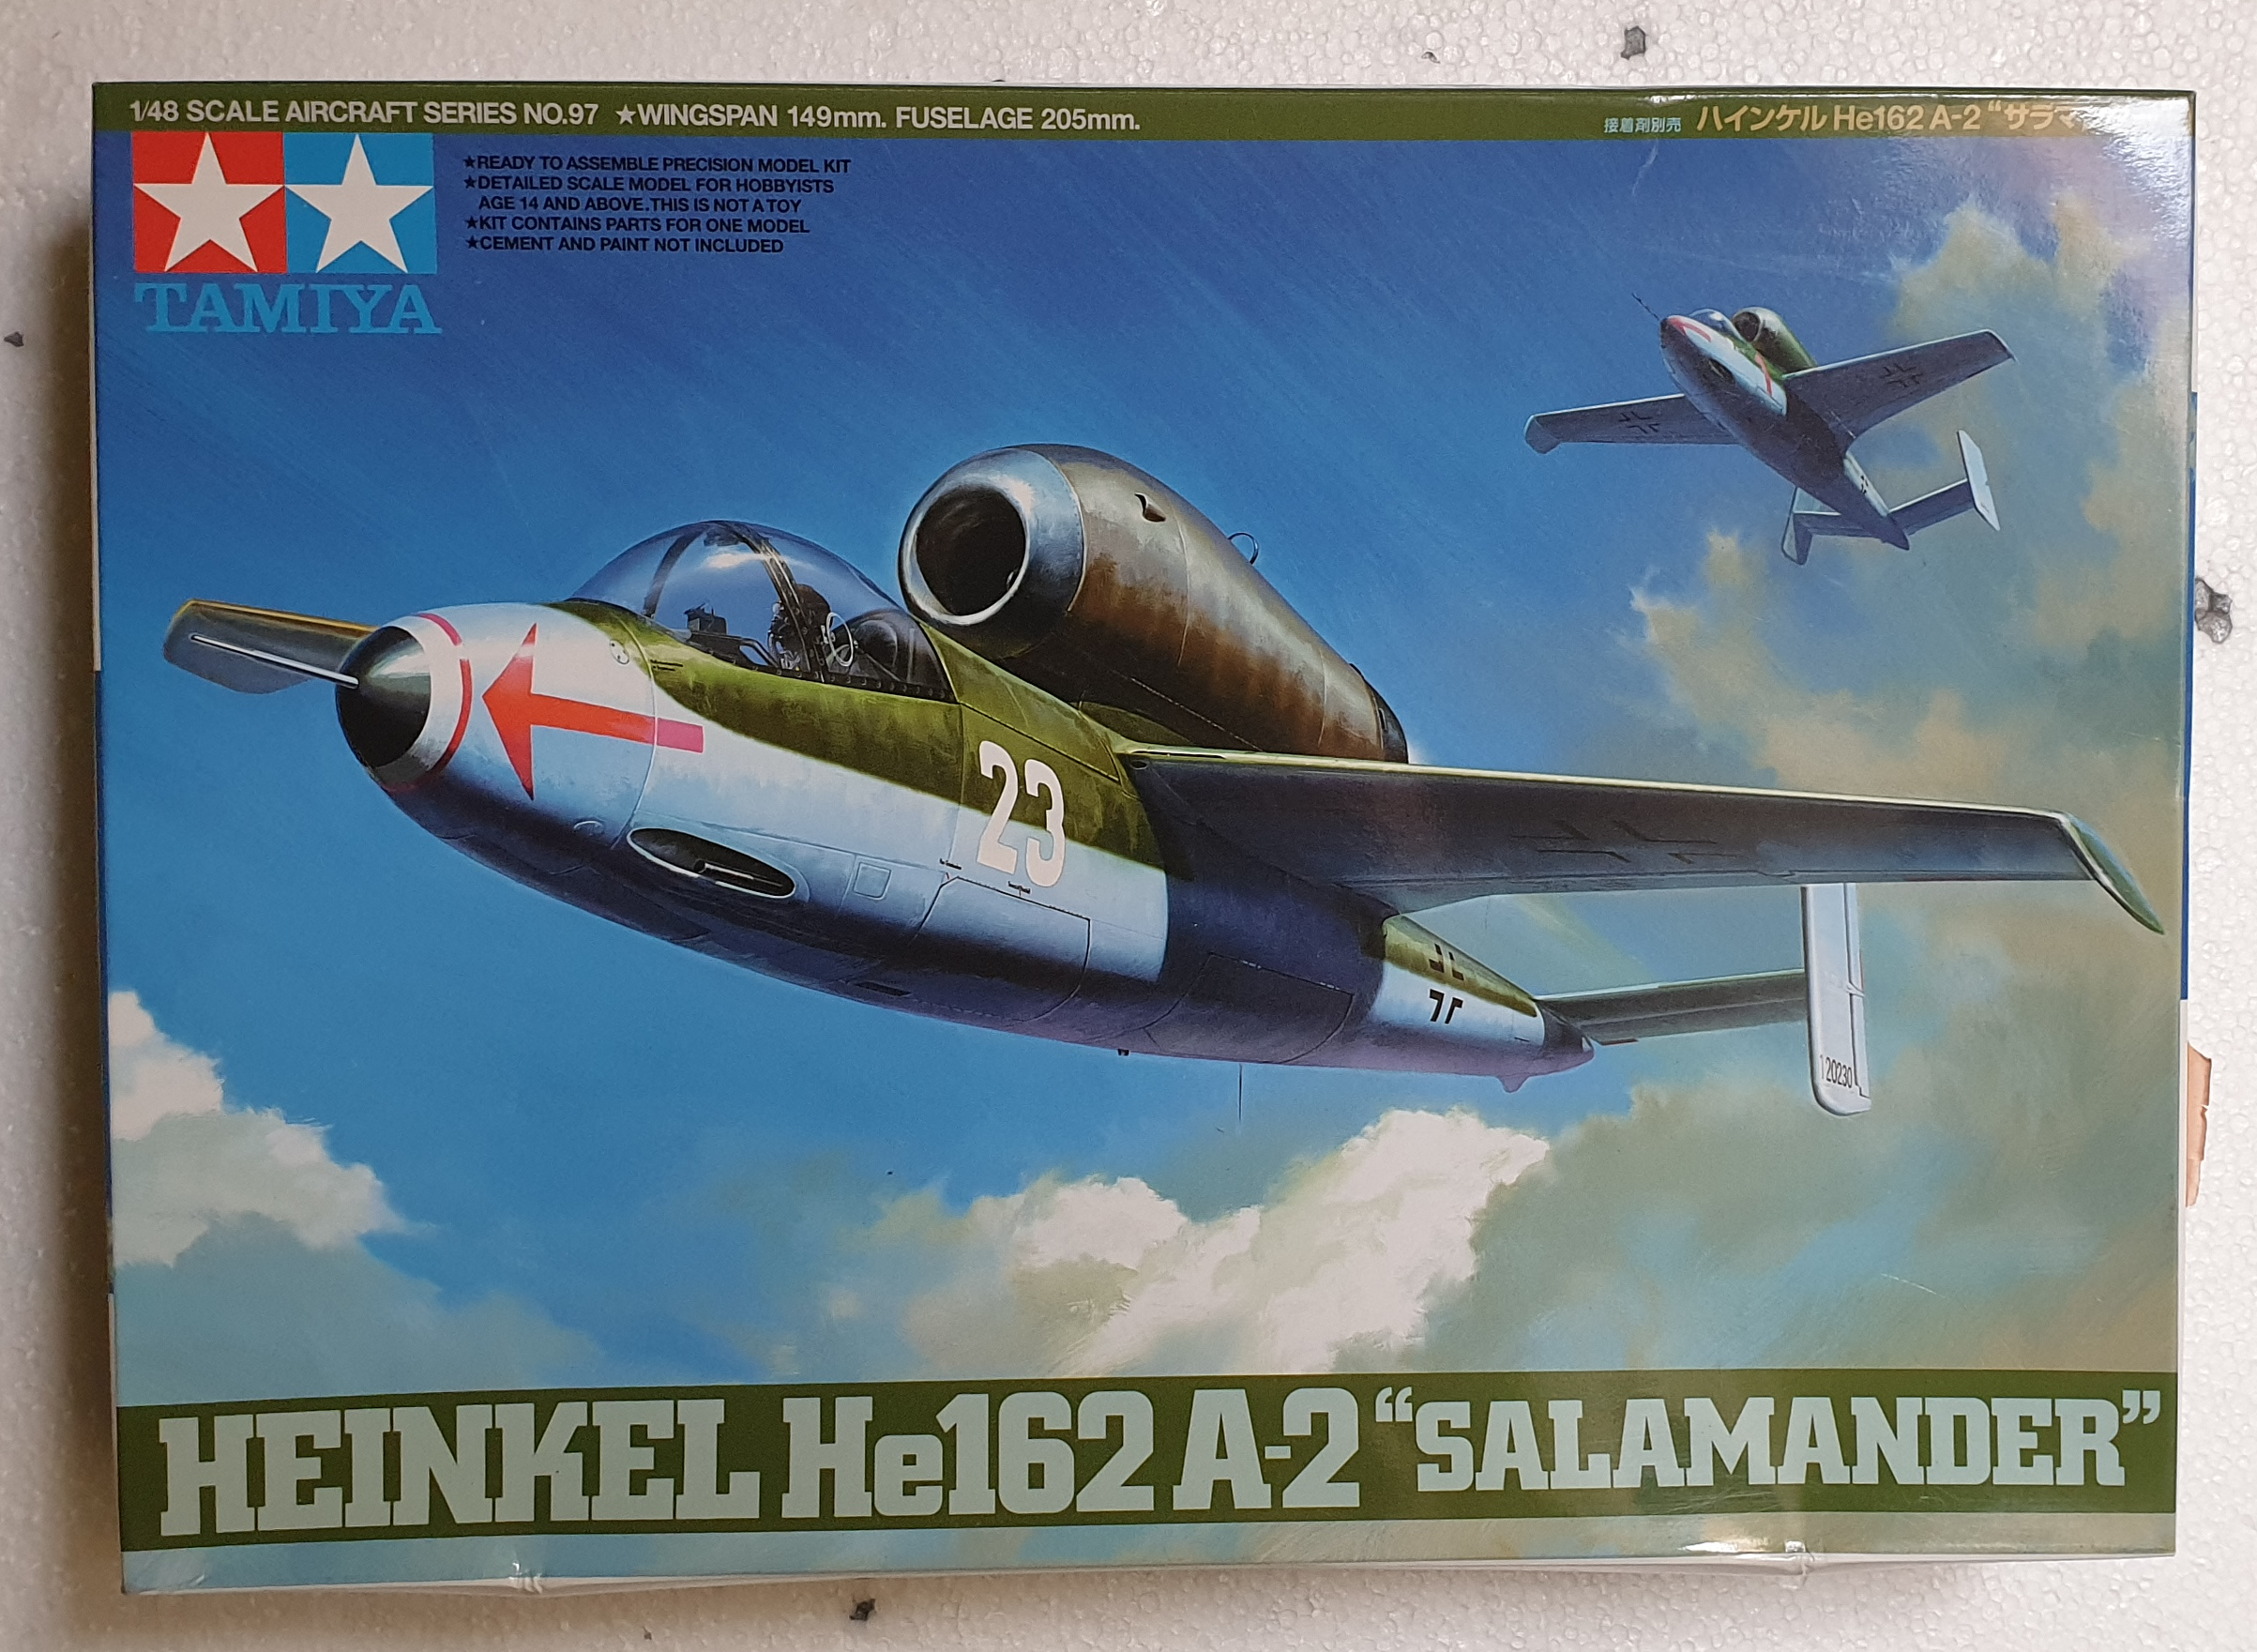 1/48 SCALE AIRCRAFT SERIES NO.97 ★WINGSPAN 149mm. FUSELAGE 205mm.
接着剤別売 ハインケル He162 A-2 “サラマ
★READY TO ASSEMBLE PRECISION MODEL KIT
★DETAILED SCALE MODEL FOR HOBBYISTS
AGE 14 AND ABOVE.THIS IS NOT A TOY
★KIT CONTAINS PARTS FOR ONE MODEL
★CEMENT AND PAINT NOT INCLUDED
TAMIYA
23
120230
HEINKEL He162 A-2 “SALAMANDER”